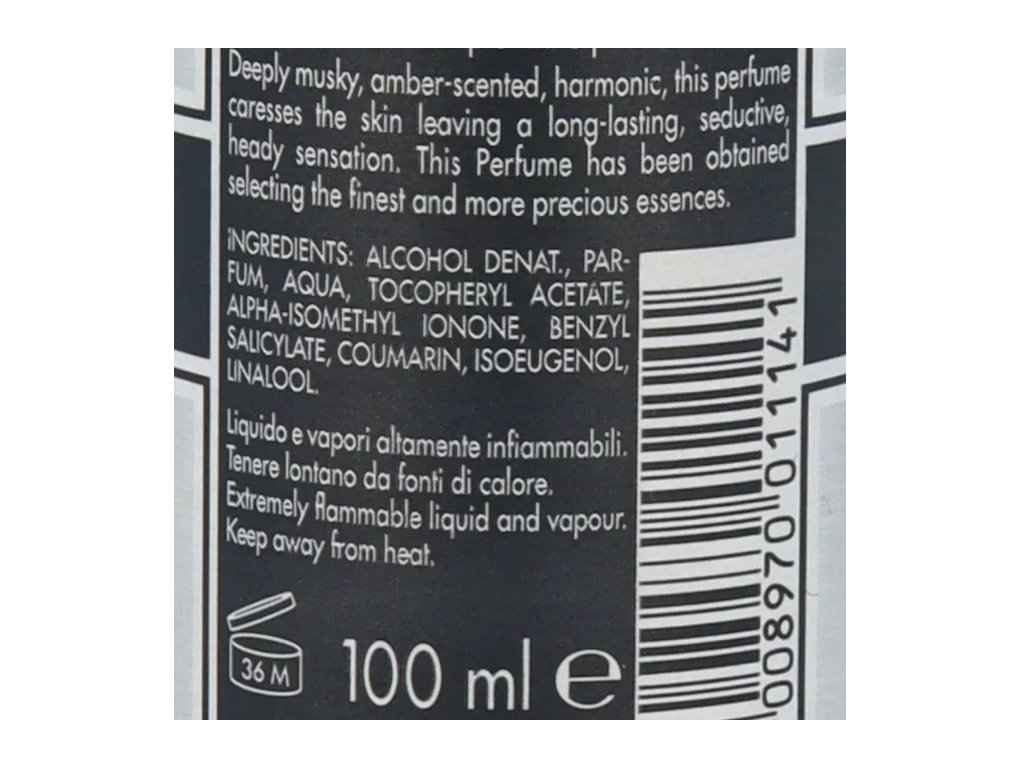 Deeply musky, amber-scented, harmonic, this perfume
caresses the skin leaving a long-lasting, seductive,
heady sensation. This Perfume has been obtained
selecting the finest and more precious essences.
INGREDIENTS: ALCOHOL DENAT., PAR-
FUM, AQUA, TOCOPHERYL ACETATE,
ALPHA-ISOMETHYL IONONE, BENZYL
SALICYLATE, COUMARIN, ISOEUGENOL,
LINALOOL.
Liquido e vapori altamente infiammabili.
Tenere lontano da fonti di calore.
Extremely flammable liquid and vapour.
Keep away from heat.
36 M
100 ml e
008970 011141